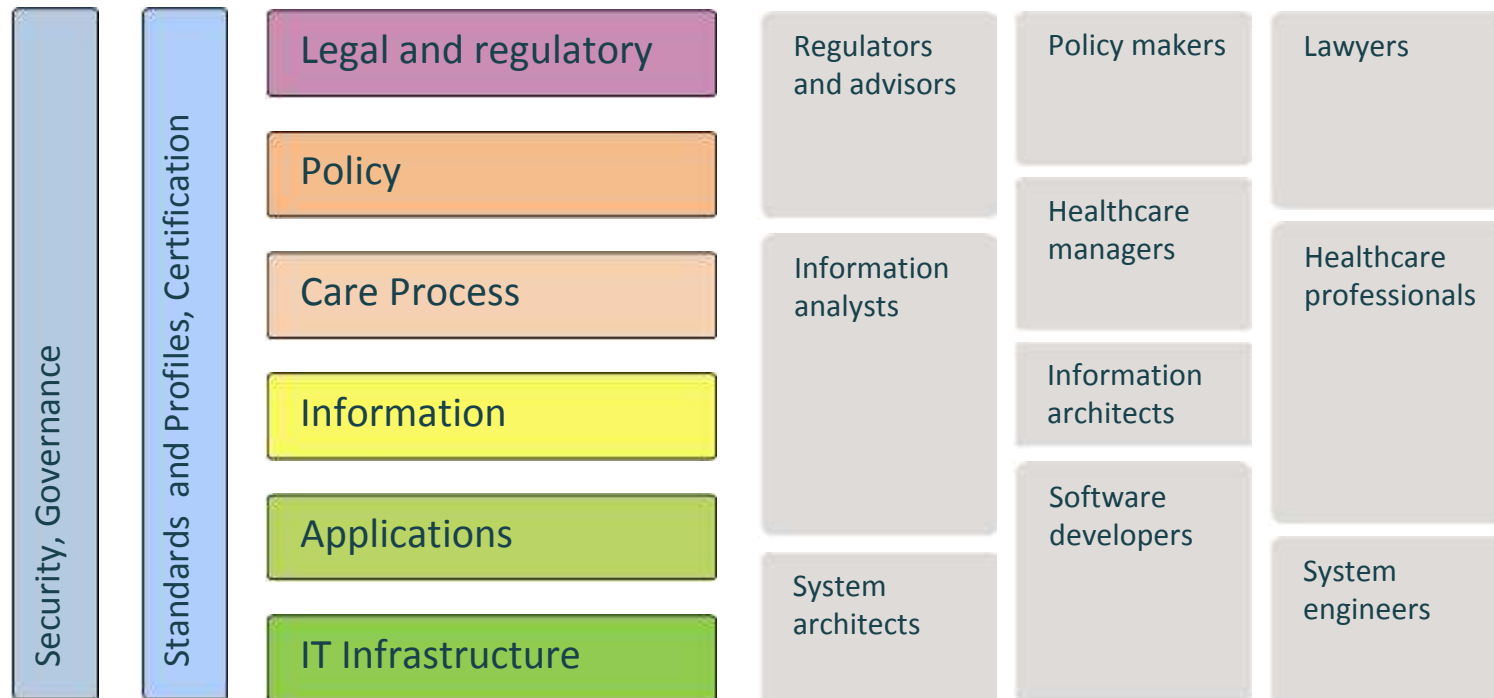 Security, Governance
Standards and Profiles, Certification
Legal and regulatory
Policy
Care Process
Information
Applications
IT Infrastructure
Regulators
and advisors
Information
analysts
System
architects
Policy makers
Healthcare
managers
Information
architects
Software
developers
Lawyers
Healthcare
professionals
System
engineers